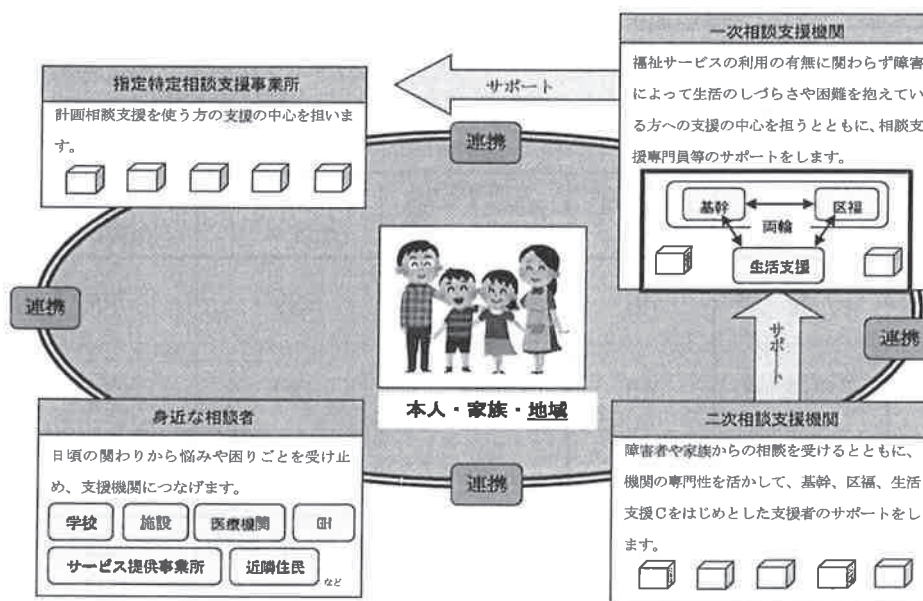 一次相談支援機関
福祉サービスの利用の有無に関わらず障害
によって生活のしづらさや困難を抱えてい
る方への支援の中心を担うとともに、相談支
援専門員等のサポートをします。
基幹
区福
両輪
生活支援
サポート
指定特定相談支援事業所
計画相談支援を使う方の支援の中心を担いま
す。
連携
連携
連携
連携
サポート
本人・家族・地域
身近な相談者
日頃の関わりから悩みや困りごとを受け止
め、支援機関につなげます。
学校
施設
医療機関
GH
サービス提供事業所
近隣住民
など
二次相談支援機関
障害者や家族からの相談を受けるとともに、
機関の専門性を活かして、基幹、区福、生活
支援Cをはじめとした支援者のサポートをし
ます。